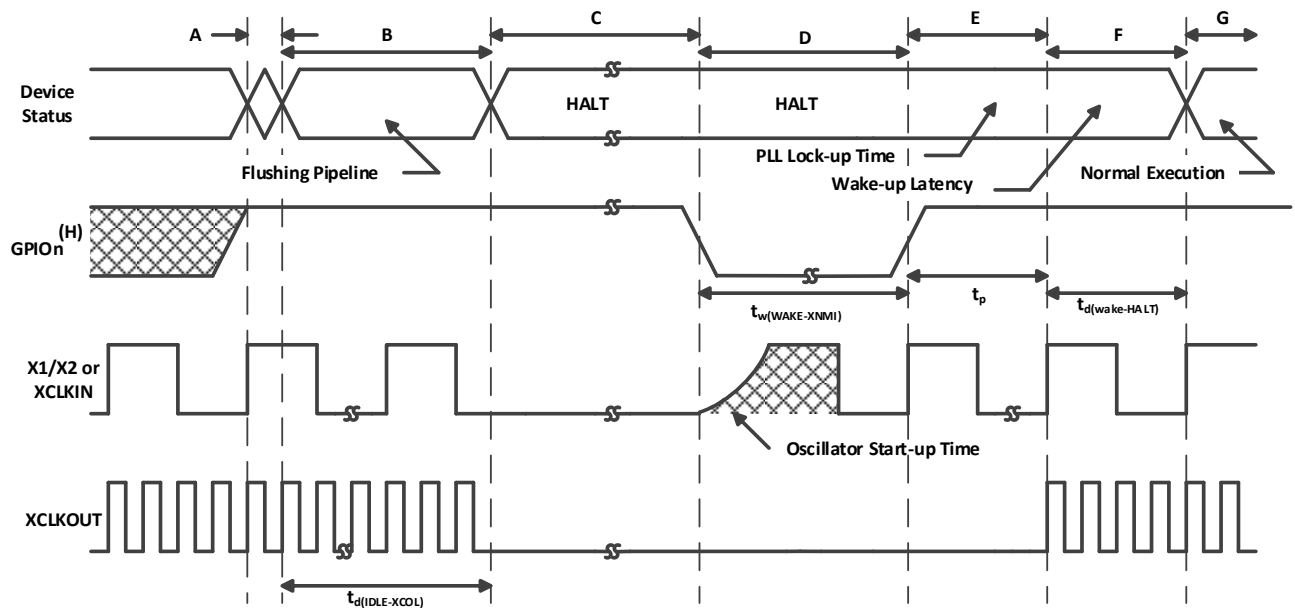 A
B
C
D
E
F
G
Device
Status
HALT
HALT
Flushing Pipeline
PLL Lock-up Time
Wake-up Latency
Normal Execution
GPIOn(H)
tw(WAKE-XNMI)
tp
td(wake-HALT)
X1/X2 or
XCLKIN
Oscillator Start-up Time
XCLKOUT
td(IDLE-XCOL)